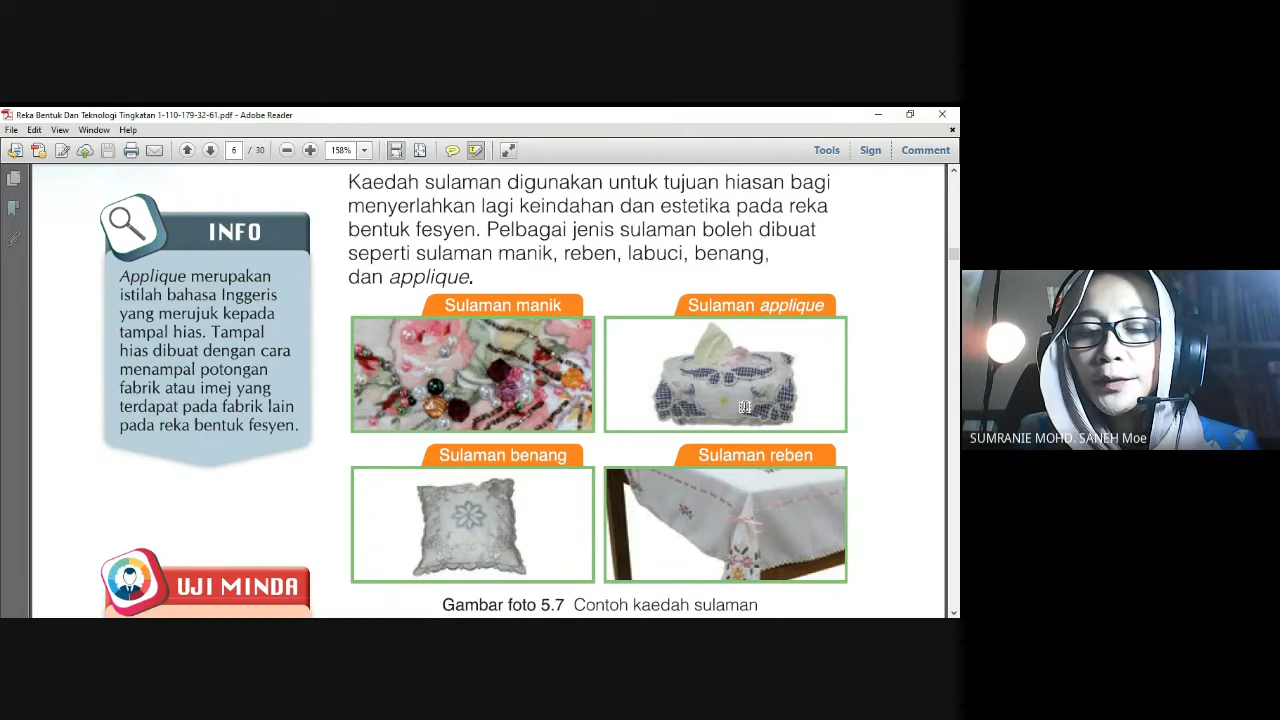 Reka Bentuk Dan Teknologi Tingkatan 1-110-179-32-61.pdf - Adobe Reader
File Edit View Window Help
6 / 30 158% Tools Sign Comment
Kaedah sulaman digunakan untuk tujuan hiasan bagi
menyerlahkan lagi keindahan dan estetika pada reka
bentuk fesyen. Pelbagai jenis sulaman boleh dibuat
seperti sulaman manik, reben, labuci, benang,
dan applique.
INFO
Applique merupakan
istilah bahasa Inggeris
yang merujuk kepada
tampal hias. Tampal
hias dibuat dengan cara
menampal potongan
fabrik atau imej yang
terdapat pada fabrik lain
pada reka bentuk fesyen.
Sulaman manik
Sulaman applique
Sulaman benang
Sulaman reben
Gambar foto 5.7 Contoh kaedah sulaman
UJI MINDA
SUMRANIE MOHD. SANEH Moe